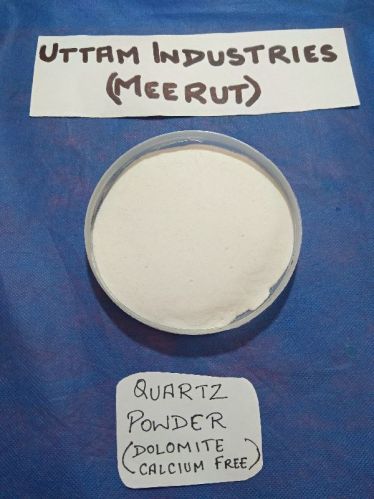 UTTAM INDUSTRIES
(MEERUT)
QUARTZ
POWDER
(DOLOMITE
CALCIUM FREE)